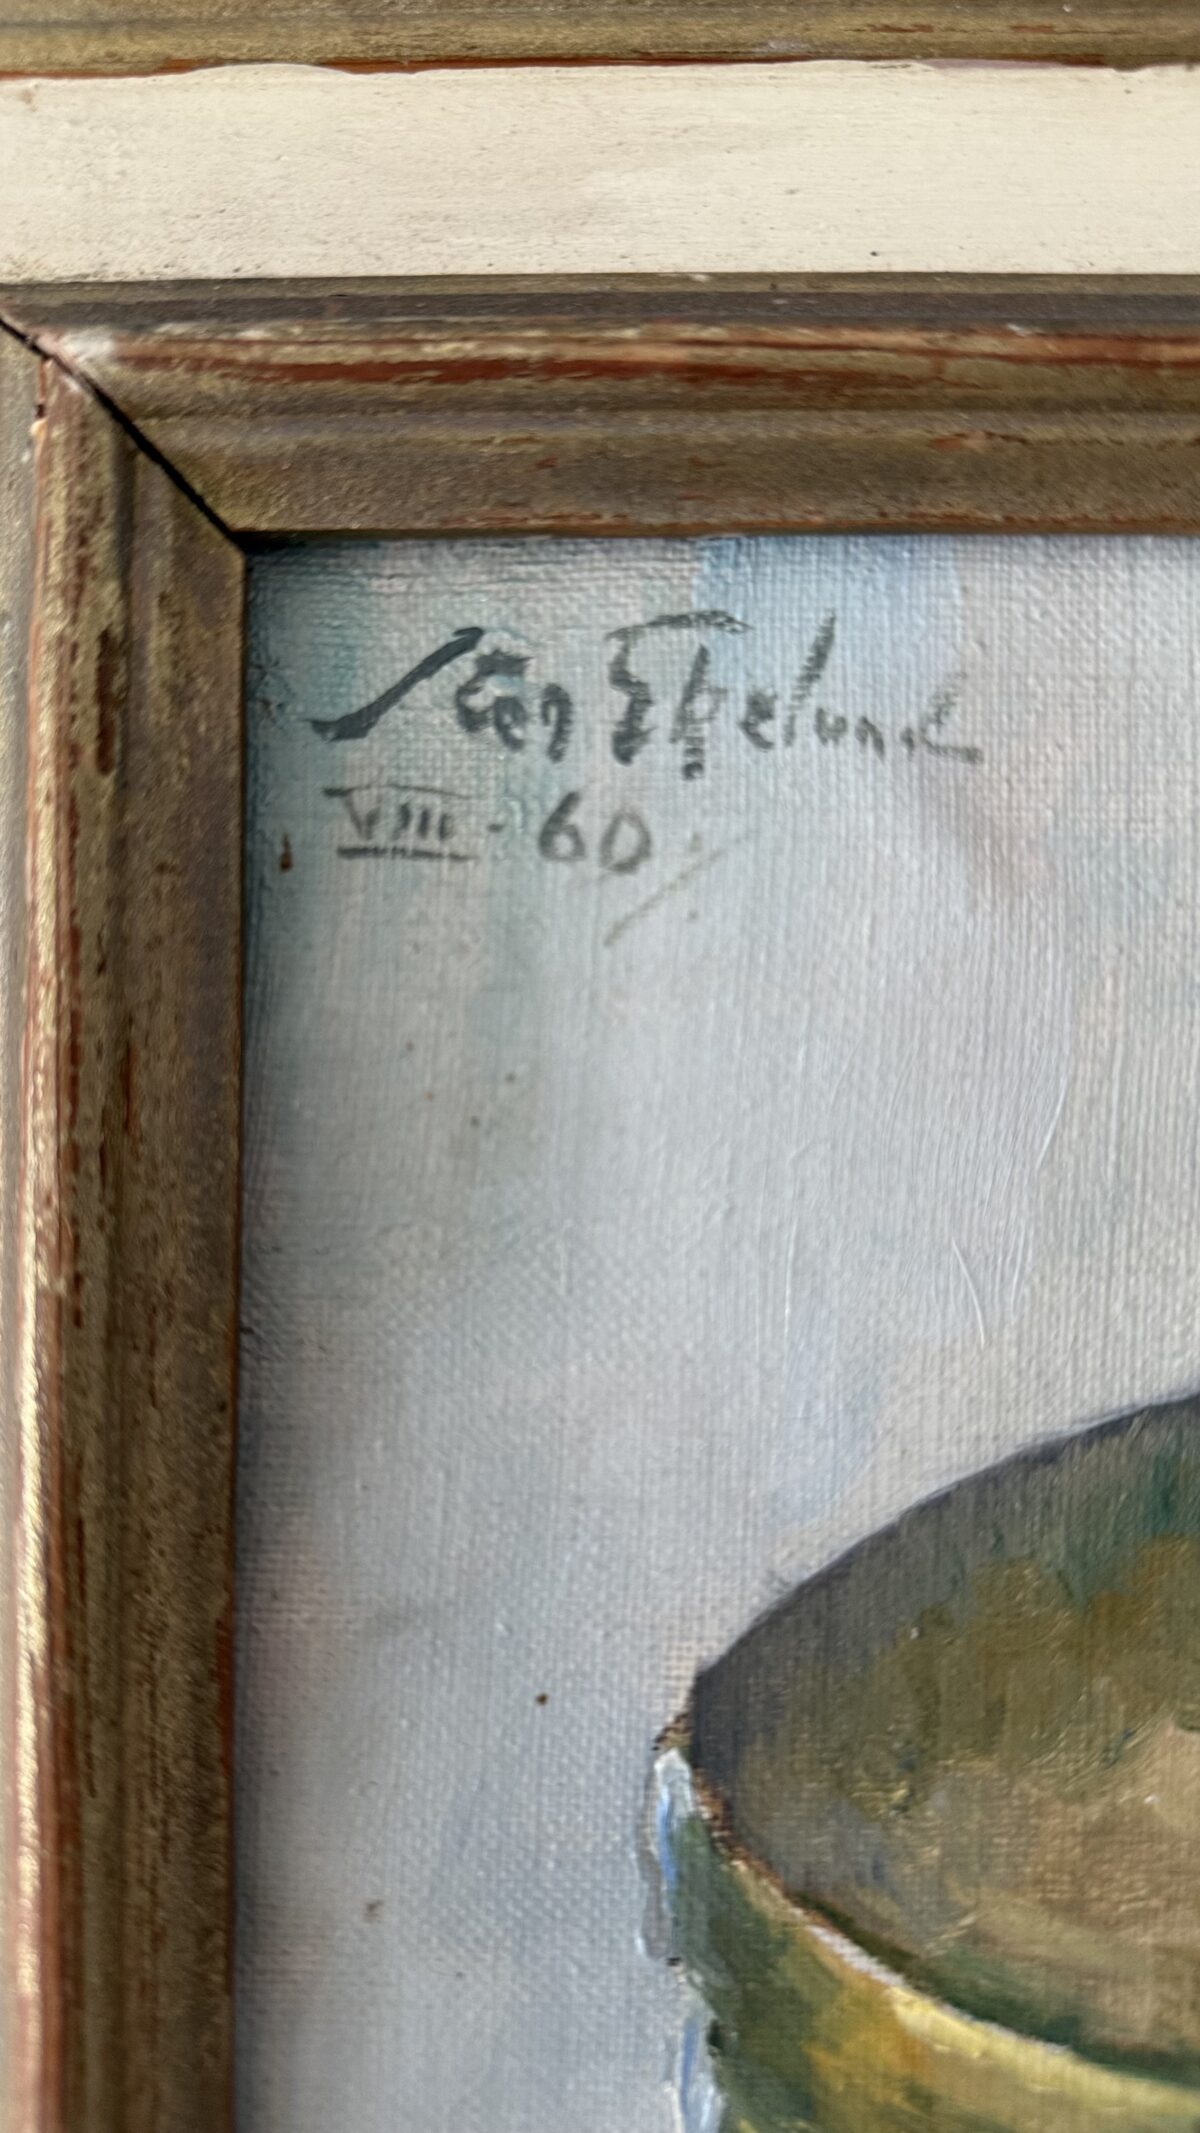 Sten Ekelund
VIII - 60